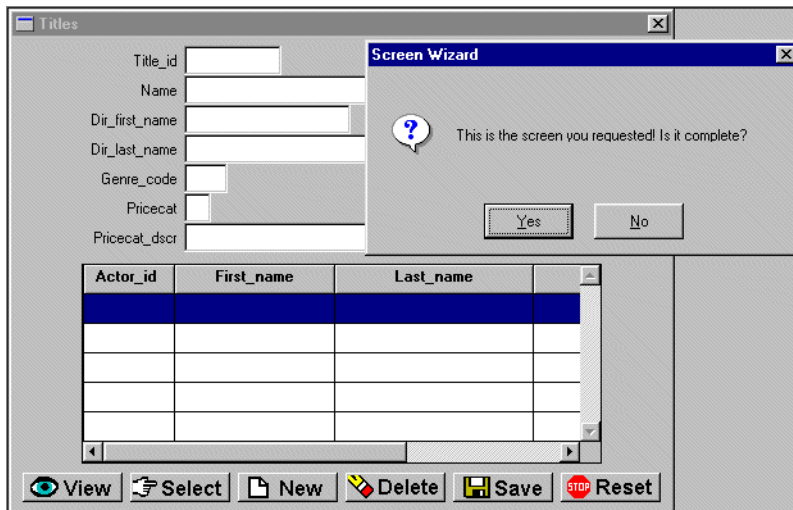 Titles
Title_id
Name
Dir_first_name
Dir_last_name
Genre_code
Pricecat
Pricecat_dscr
Screen Wizard
?
This is the screen you requested! Is it complete?
Yes No
Actor_id First_name Last_name
View Select New Delete Save STOP Reset